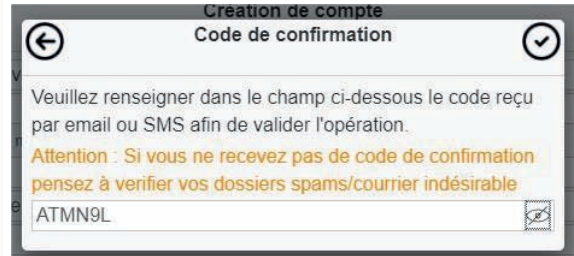 Création de compte
Code de confirmation
Veuillez renseigner dans le champ ci-dessous le code reçu
par email ou SMS afin de valider l'opération.
Attention : Si vous ne recevez pas de code de confirmation
pensez à verifier vos dossiers spams/courrier indésirable
ATMN9L